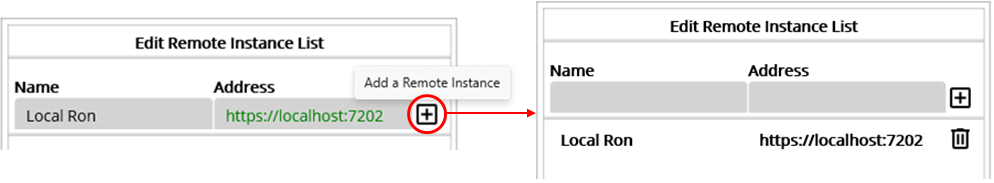 Edit Remote Instance List
Name Address
Add a Remote Instance
Local Ron https://localhost:7202
Edit Remote Instance List
Name Address
Local Ron https://localhost:7202